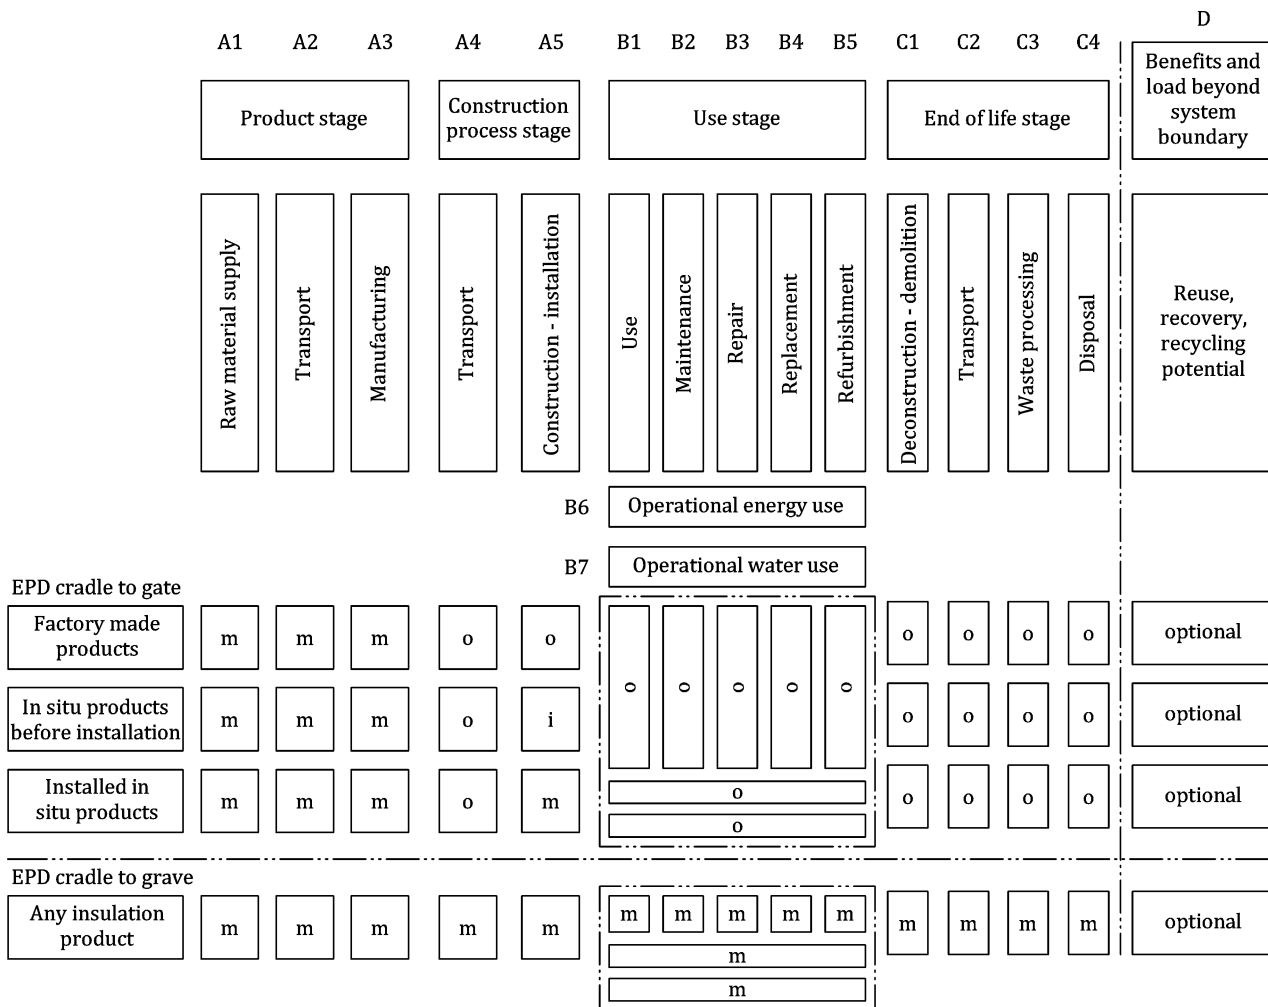 D
A1 A2 A3 A4 A5 B1 B2 B3 B4 B5 C1 C2 C3 C4
Product stage
Construction
process stage
Use stage
End of life stage
Benefits and
load beyond
system
boundary
Raw material supply
Transport
Manufacturing
Transport
Construction - installation
Use
Maintenance
Repair
Replacement
Refurbishment
Deconstruction - demolition
Transport
Waste processing
Disposal
Reuse,
recovery,
recycling
potential
B6 Operational energy use
B7 Operational water use
EPD cradle to gate
Factory made
products
m m m o o o o o o optional
In situ products
before installation
m m m o i o o o o o o o o o optional
Installed in
situ products
m m m o m o o o o optional
o
o
EPD cradle to grave
Any insulation
product
m m m m m m m m m m m m m m optional
m
m